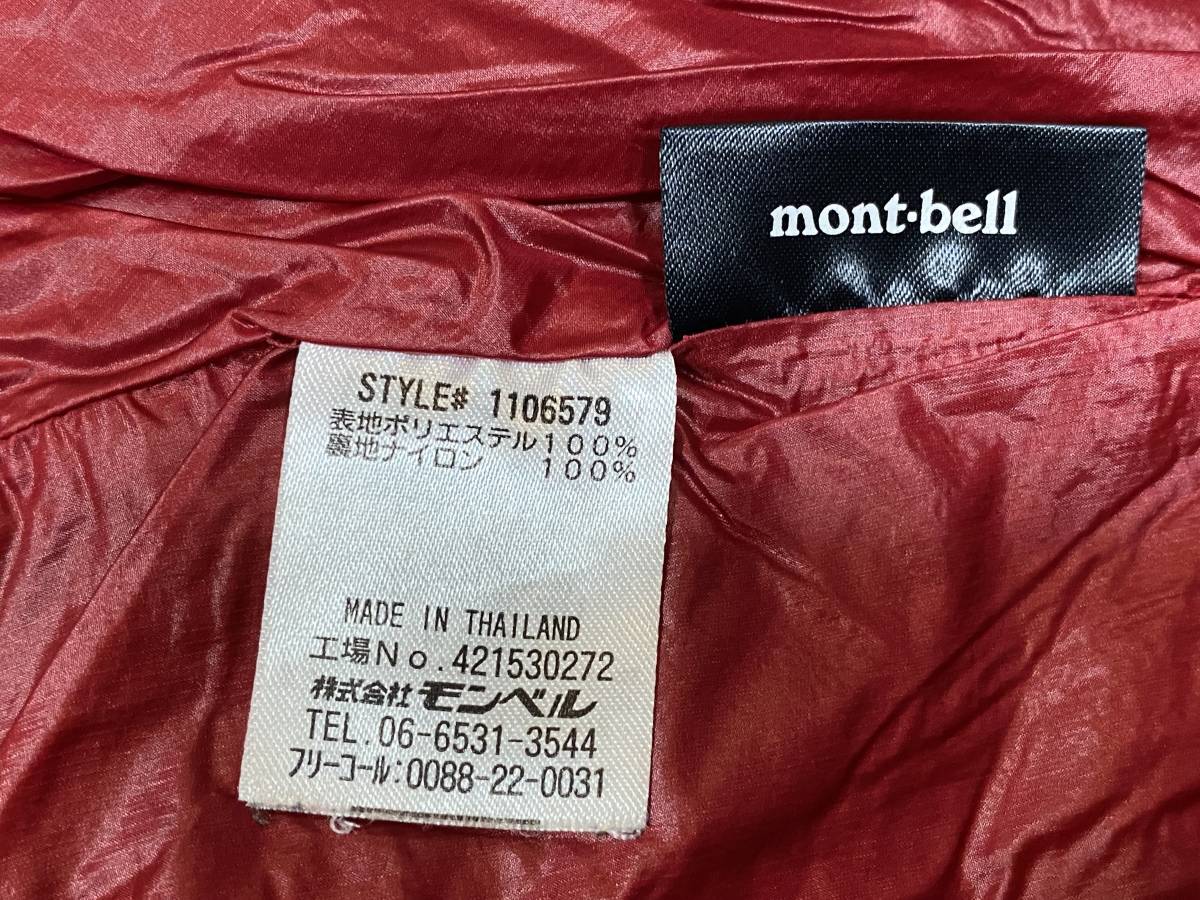 mont·bell
STYLE# 1106579
表地ポリエステル100%
裏地ナイロン 100%
MADE IN THAILAND
工場No.421530272
株式会社モンベル
TEL.06-6531-3544
フリーコール:0088-22-0031